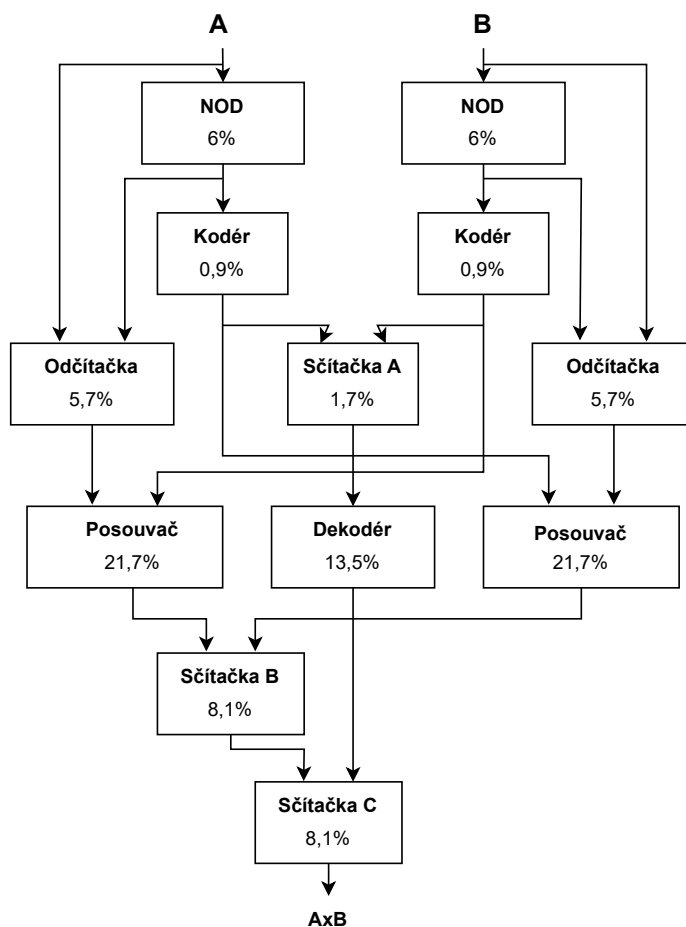 A B
NOD NOD
6% 6%
Kodér Kodér
0,9% 0,9%
Odčítačka Sčítačka A Odčítačka
5,7% 1,7% 5,7%
Posouvač Dekodér Posouvač
21,7% 13,5% 21,7%
Sčítačka B
8,1%
Sčítačka C
8,1%
AxB